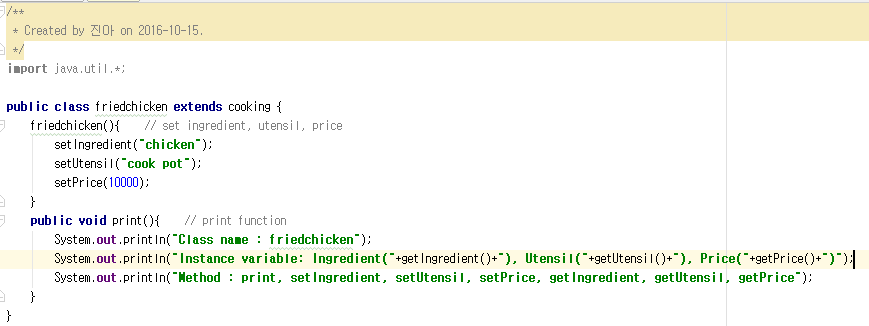 /**
 * Created by 진아 on 2016-10-15.
 */
import java.util.*;

public class friedchicken extends cooking {
    friedchicken(){    // set ingredient, utensil, price
        setIngredient("chicken");
        setUtensil("cook pot");
        setPrice(10000);
    }
    public void print(){    // print function
        System.out.println("Class name : friedchicken");
        System.out.println("Instance variable: Ingredient("+getIngredient()+"), Utensil("+getUtensil()+"), Price("+getPrice()+")");
        System.out.println("Method : print, setIngredient, setUtensil, setPrice, getIngredient, getUtensil, getPrice");
    }
}